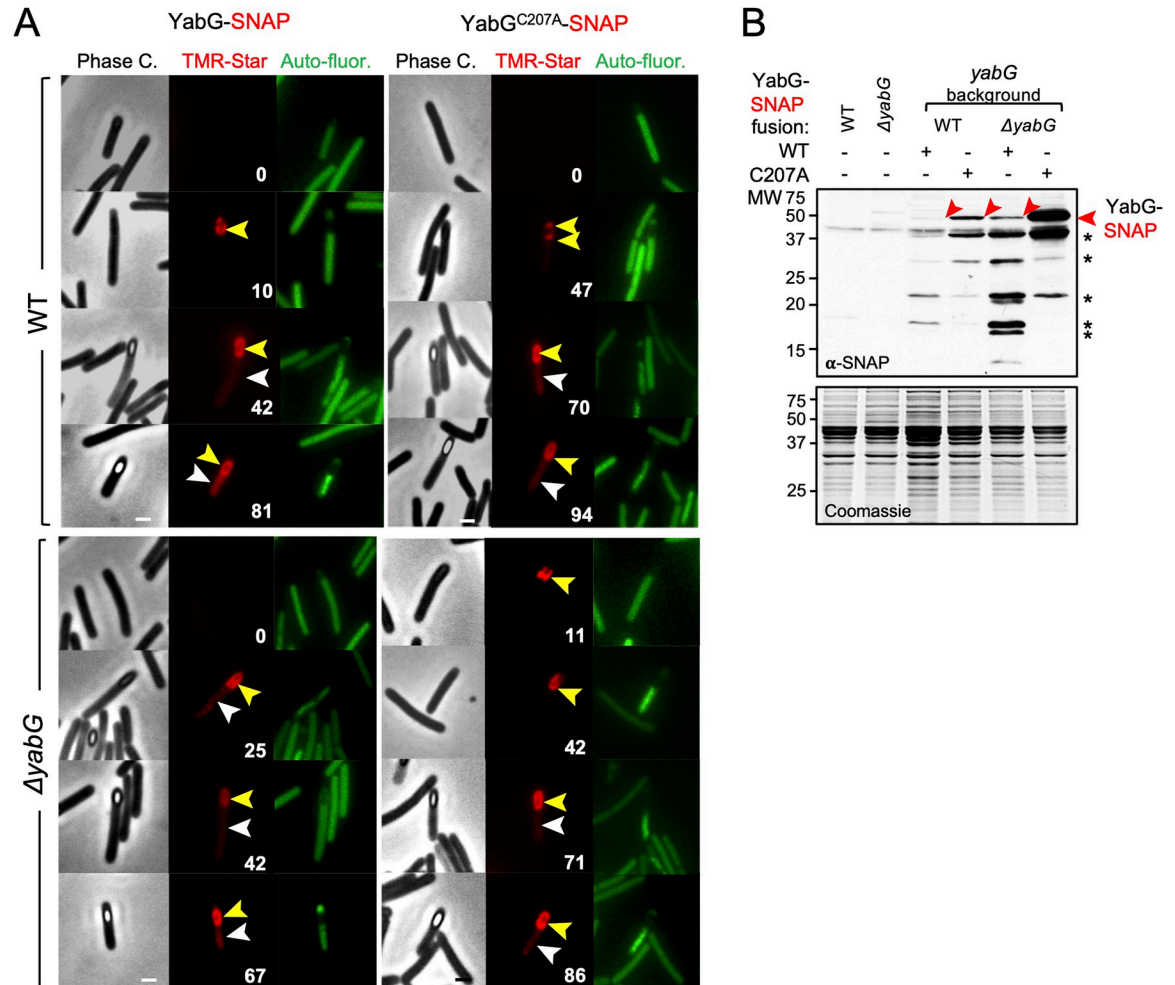 A
YabG-SNAP
YabGC207A-SNAP
Phase C.
TMR-Star
Auto-fluor.
Phase C.
TMR-Star
Auto-fluor.
WT
0
0
10
47
42
70
81
94
ΔyabG
0
11
25
42
42
71
67
86
B
YabG-
SNAP
fusion:
WT
ΔyabG
yabG
background
WT
ΔyabG
WT - - + - + -
C207A - - - + - +
MW
75
50
37
25
20
15
YabG-
SNAP
*
*
*
*
*
α-SNAP
75
50
37
25
Coomassie